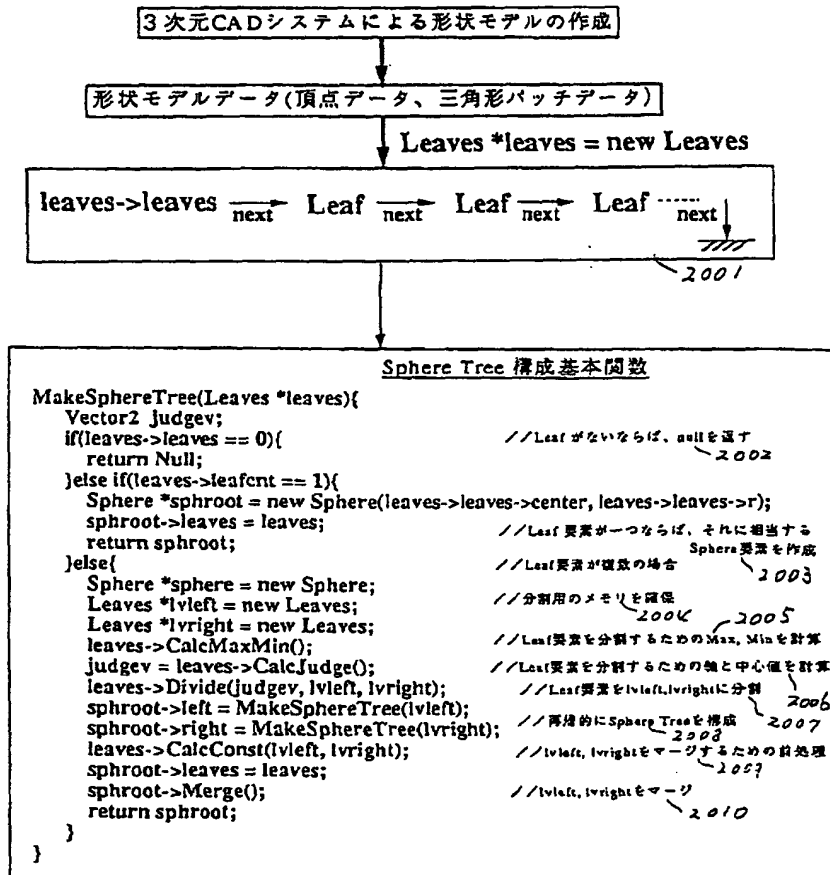 3次元CADシステムによる形状モデルの作成
形状モデルデータ(頂点データ、三角形パッチデータ)
Leaves *leaves = new Leaves
leaves->leaves next Leaf next Leaf next Leaf next
2001
Sphere Tree 構成基本関数
MakeSphereTree(Leaves *leaves){
Vector2 judgev;
if(leaves->leaves == 0){ //Leaf がないならば、nullを返す
return Null; 2002
}else if(leaves->leafcnt == 1){
Sphere *sphroot = new Sphere(leaves->leaves->center, leaves->leaves->r);
sphroot->leaves = leaves; //Leaf 要素が一つならば、それに相当する
return sphroot; Sphere要素を作成
}else{ //Leaf要素が複数の場合 2003
Sphere *sphere = new Sphere;
Leaves *lvleft = new Leaves; //分割用のメモリを確保
Leaves *lvright = new Leaves; 2004 2005
leaves->CalcMaxMin(); //Leaf要素を分割するためのMax, Minを計算
judgev = leaves->CalcJudge(); //Leaf要素を分割するための軸と中心値を計算
leaves->Divide(judgev, lvleft, lvright); //Leaf要素をlvleft,lvrightに分割 2006
sphroot->left = MakeSphereTree(lvleft); 2007
sphroot->right = MakeSphereTree(lvright); //再帰的にSphere Treeを構成 2008
leaves->CalcConst(lvleft, lvright); //lvleft, lvrightをマージするための前処理
sphroot->leaves = leaves; 2009
sphroot->Merge(); //lvleft, lvrightをマージ
return sphroot; 2010
}
}